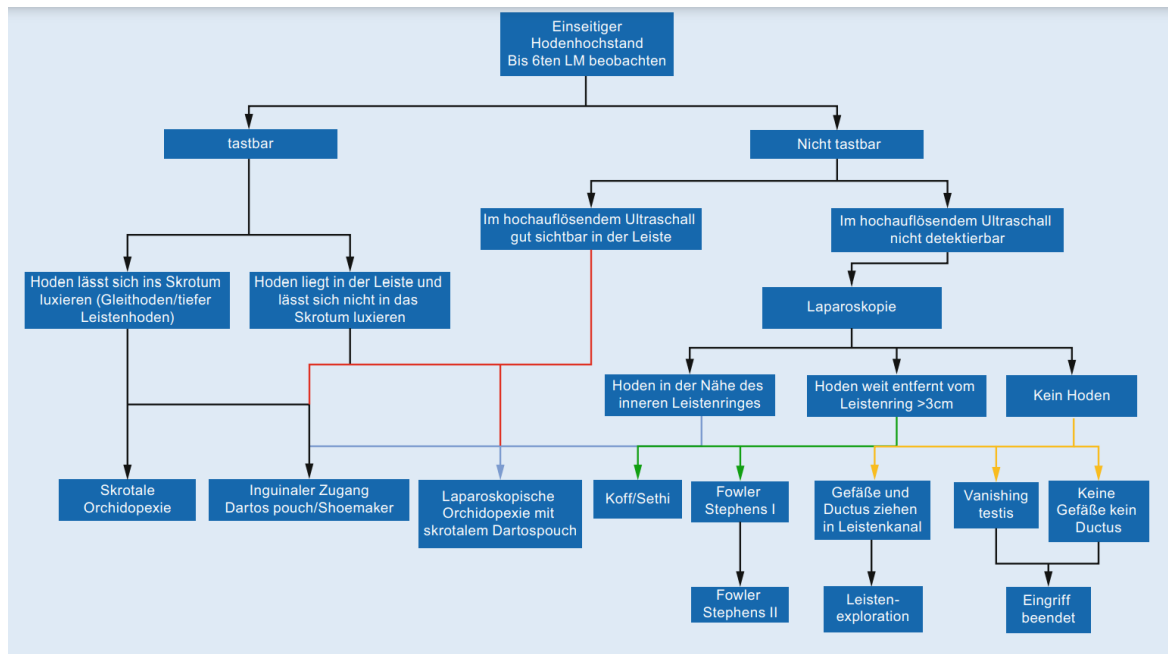 Einseitiger
Hodenhochstand
Bis 6ten LM beobachten
tastbar
Nicht tastbar
Im hochauflösendem Ultraschall
gut sichtbar in der Leiste
Im hochauflösendem Ultraschall
nicht detektierbar
Hoden lässt sich ins Skrotum
luxieren (Gleithoden/tiefer
Leistenhoden)
Hoden liegt in der Leiste und
lässt sich nicht in das
Skrotum luxieren
Laparoskopie
Hoden in der Nähe des
inneren Leistenringes
Hoden weit entfernt vom
Leistenring >3cm
Kein Hoden
Skrotale
Orchidopexie
Inguinaler Zugang
Dartos pouch/Shoemaker
Laparoskopische
Orchidopexie mit
skrotalem Dartospouch
Koff/Sethi
Fowler
Stephens I
Gefäße und
Ductus ziehen
in Leistenkanal
Vanishing
testis
Keine
Gefäße kein
Ductus
Fowler
Stephens II
Leisten-
exploration
Eingriff
beendet